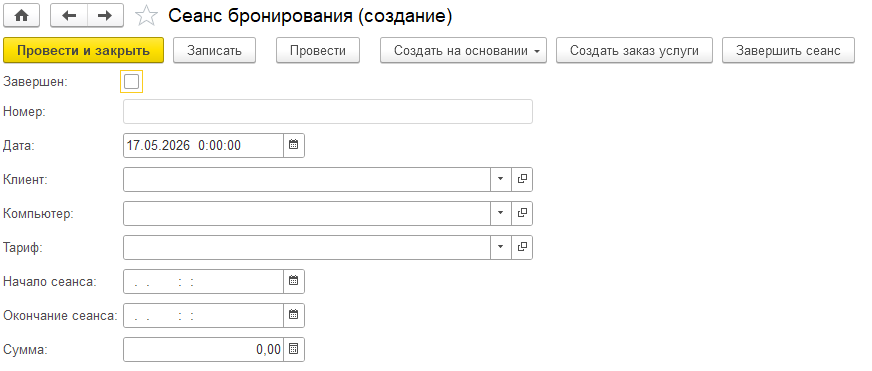 Сеанс бронирования (создание)
Провести и закрыть Записать Провести Создать на основании Создать заказ услуги Завершить сеанс
Завершен:
Номер:
Дата: 17.05.2026 0:00:00
Клиент:
Компьютер:
Тариф:
Начало сеанса: . . : :
Окончание сеанса: . . : :
Сумма: 0,00